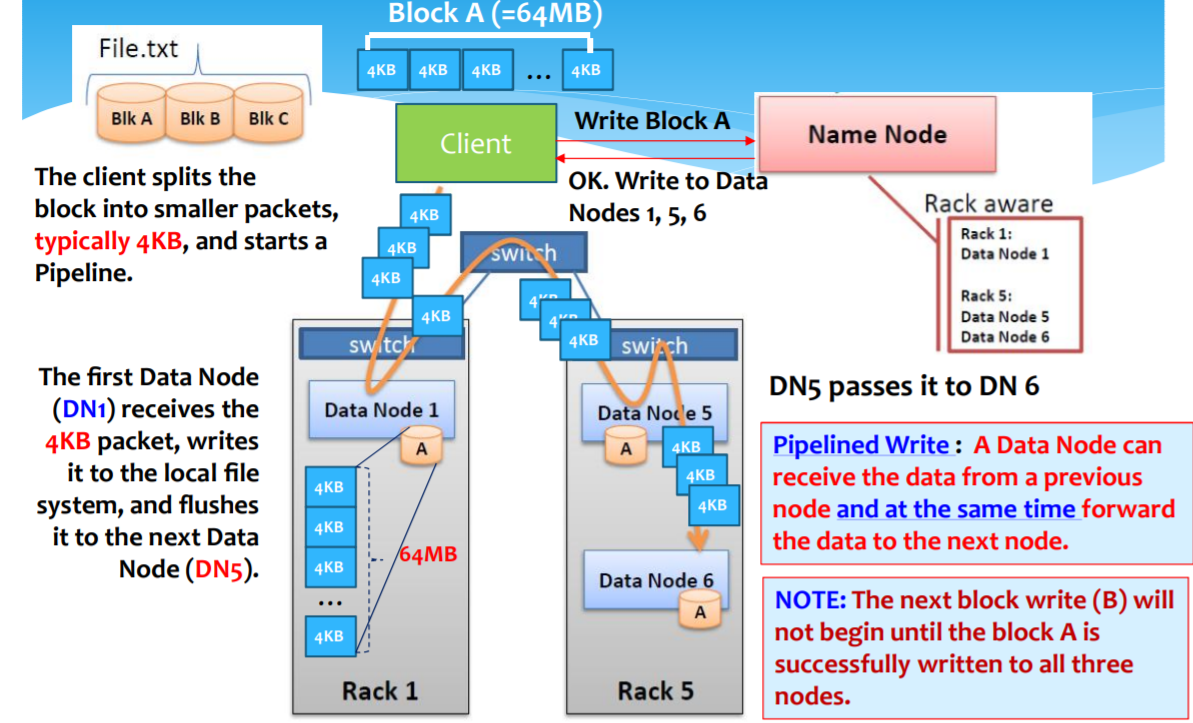 Block A (=64MB)
File.txt
4KB 4KB 4KB ... 4KB
Blk A Blk B Blk C
Client
Write Block A
Name Node
OK. Write to Data
Nodes 1, 5, 6
The client splits the
block into smaller packets,
typically 4KB, and starts a
Pipeline.
Rack aware
Rack 1:
Data Node 1
Rack 5:
Data Node 5
Data Node 6
4KB
4KB
4KB
4KB
switch
4KB
4KB
4KB
switch
switch
The first Data Node
(DN1) receives the
4KB packet, writes
it to the local file
system, and flushes
it to the next Data
Node (DN5).
Data Node 1
A
4KB
4KB
4KB
...
4KB
64MB
Rack 1
Data Node 5
A
4KB
4KB
4KB
Data Node 6
A
Rack 5
DN5 passes it to DN 6
Pipelined Write : A Data Node can
receive the data from a previous
node and at the same time forward
the data to the next node.
NOTE: The next block write (B) will
not begin until the block A is
successfully written to all three
nodes.